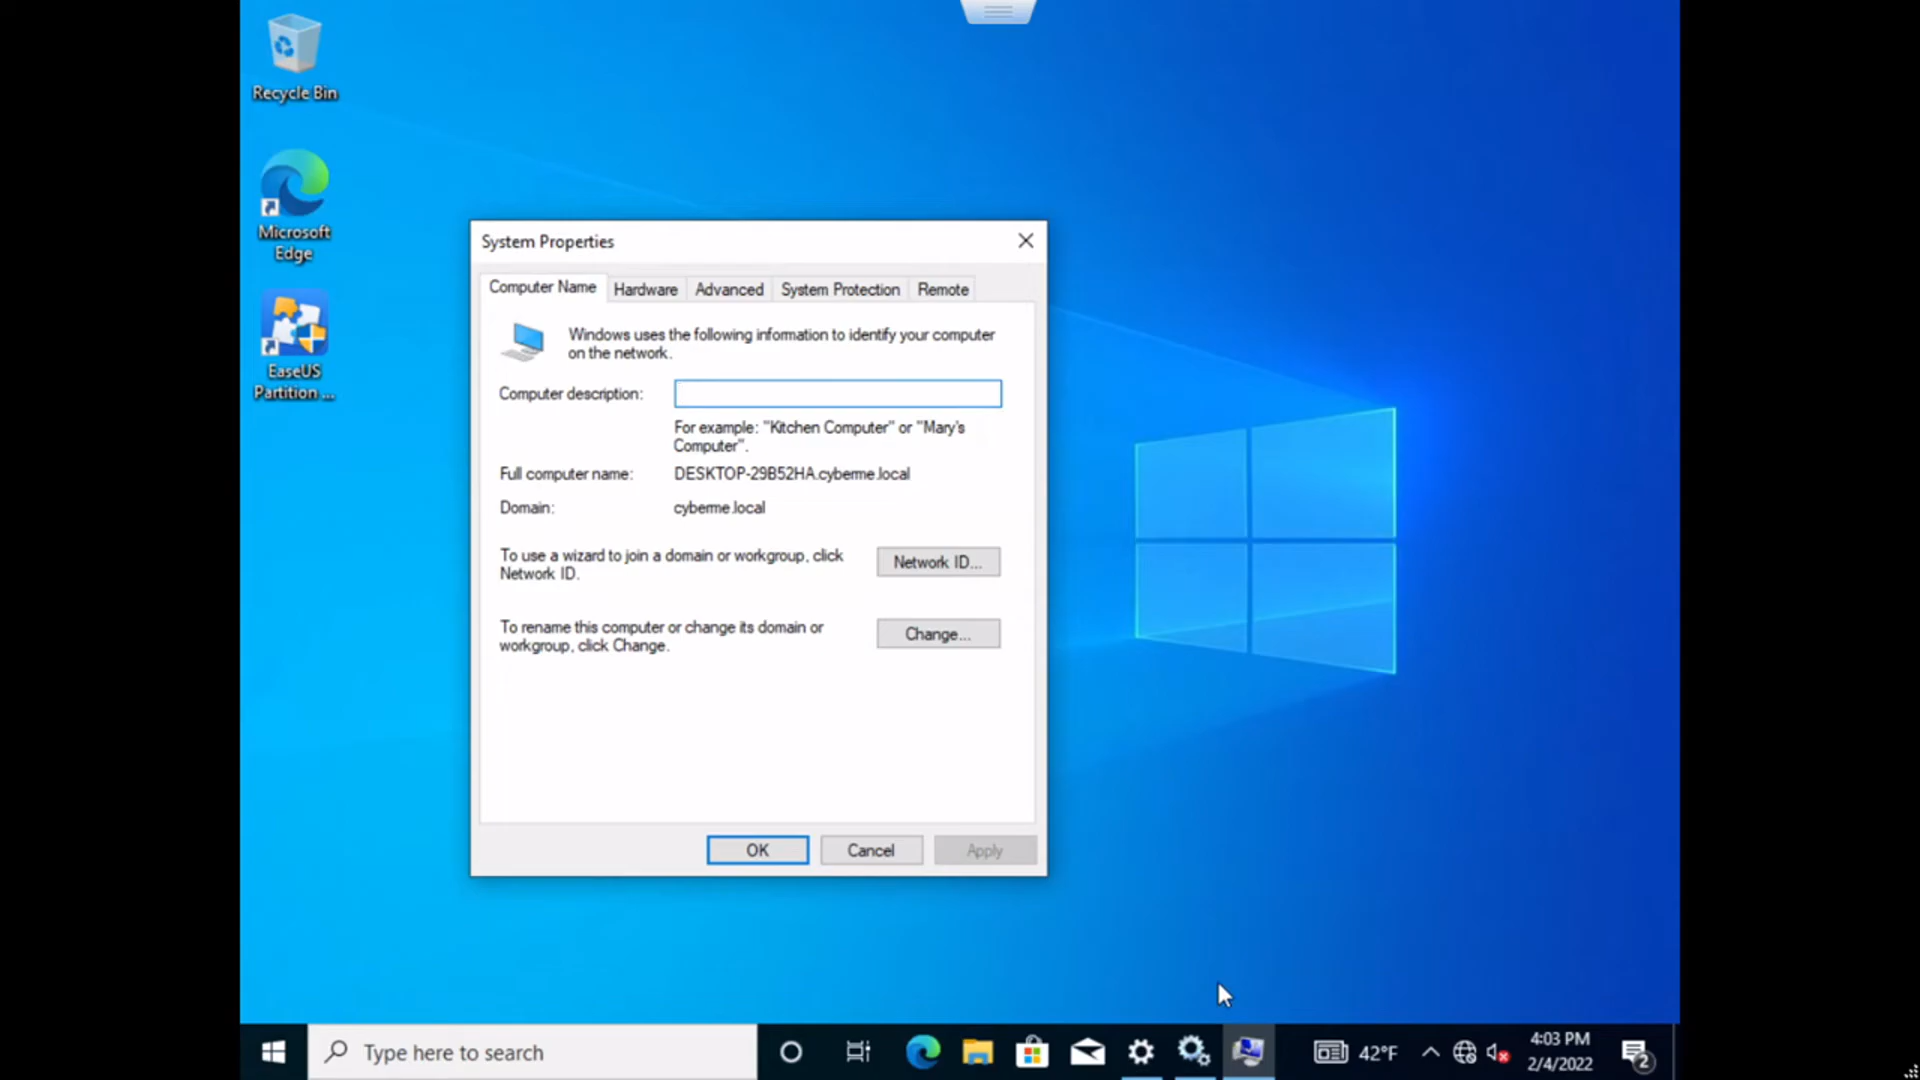 Recycle Bin
Microsoft
Edge
EaseUS
Partition ...
System Properties
Computer Name
Hardware
Advanced
System Protection
Remote
Windows uses the following information to identify your computer
on the network.
Computer description:
For example: "Kitchen Computer" or "Mary's
Computer".
Full computer name:
DESKTOP-29B52HA.cyberme.local
Domain:
cyberme.local
To use a wizard to join a domain or workgroup, click
Network ID.
Network ID...
To rename this computer or change its domain or
workgroup, click Change.
Change...
OK
Cancel
Apply
Type here to search
42°F
4:03 PM
2/4/2022
2